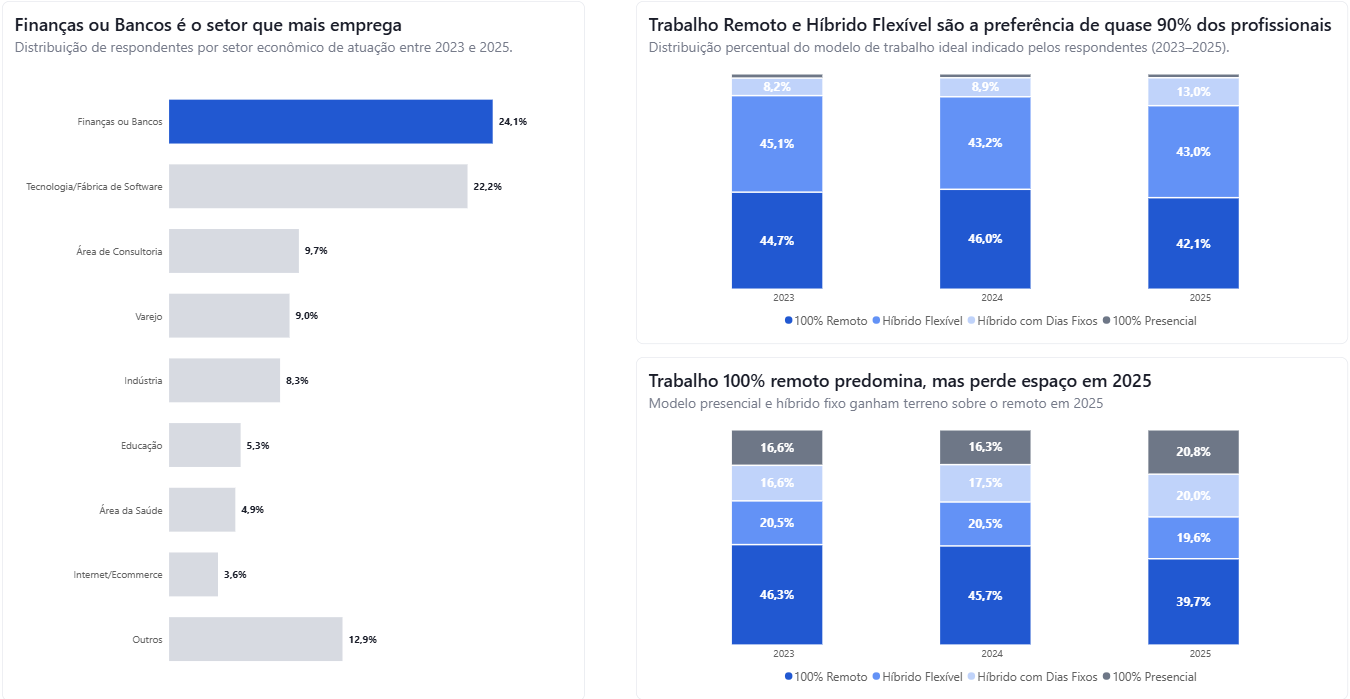 Finanças ou Bancos é o setor que mais emprega
Distribuição de respondentes por setor econômico de atuação entre 2023 e 2025.
Finanças ou Bancos
24,1%
Tecnologia/Fábrica de Software
22,2%
Área de Consultoria
9,7%
Varejo
9,0%
Indústria
8,3%
Educação
5,3%
Área da Saúde
4,9%
Internet/Ecommerce
3,6%
Outros
12,9%
Trabalho Remoto e Híbrido Flexível são a preferência de quase 90% dos profissionais
Distribuição percentual do modelo de trabalho ideal indicado pelos respondentes (2023–2025).
8,2% 8,9% 13,0%
45,1% 43,2% 43,0%
44,7% 46,0% 42,1%
2023 2024 2025
100% Remoto Híbrido Flexível Híbrido com Dias Fixos 100% Presencial
Trabalho 100% remoto predomina, mas perde espaço em 2025
Modelo presencial e híbrido fixo ganham terreno sobre o remoto em 2025
16,6% 16,3% 20,8%
16,6% 17,5% 20,0%
20,5% 20,5% 19,6%
46,3% 45,7% 39,7%
2023 2024 2025
100% Remoto Híbrido Flexível Híbrido com Dias Fixos 100% Presencial